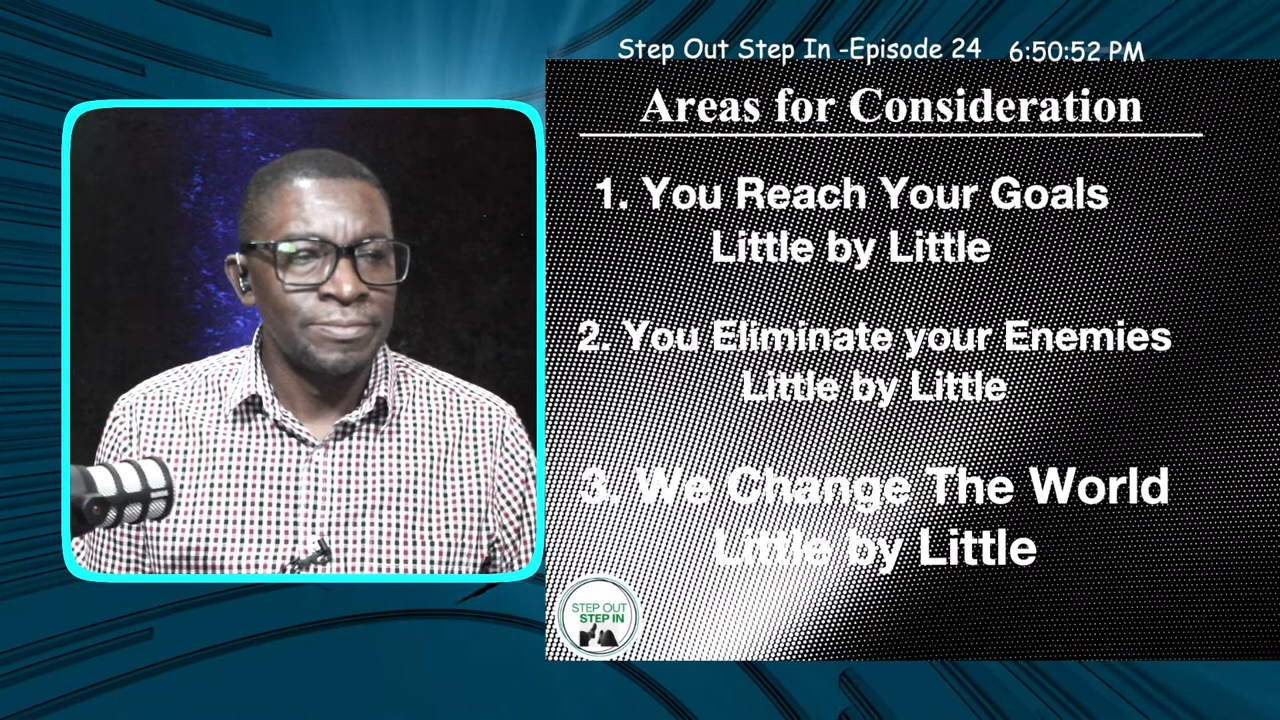 Step Out Step In -Episode 24 6:50:52 PM
Areas for Consideration
1. You Reach Your Goals
Little by Little
2. You Eliminate your Enemies
Little by Little
3. We Change The World
Little by Little
STEP OUT
STEP IN